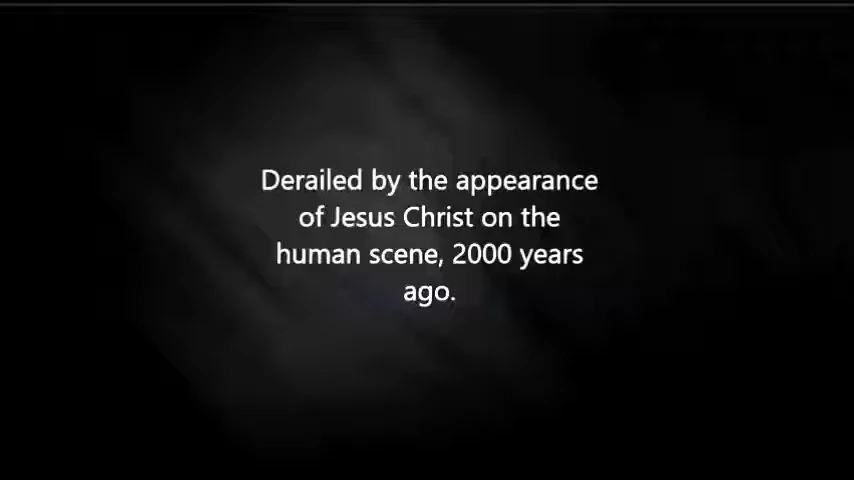 Derailed by the appearance
of Jesus Christ on the
human scene, 2000 years
ago.